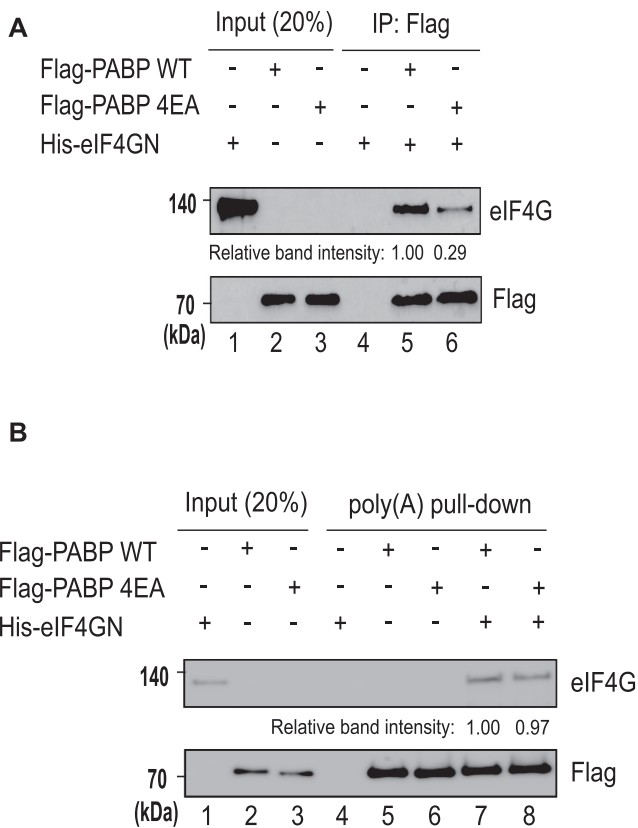 A
Input (20%) IP: Flag
Flag-PABP WT - + - - + -
Flag-PABP 4EA - - + - - +
His-eIF4GN + - - + + +
140 eIF4G
Relative band intensity: 1.00 0.29
70 Flag
(kDa) 1 2 3 4 5 6
B
Input (20%) poly(A) pull-down
Flag-PABP WT - + - - + - + -
Flag-PABP 4EA - - + - - + - +
His-eIF4GN + - - + - - + +
140 eIF4G
Relative band intensity: 1.00 0.97
70 Flag
(kDa) 1 2 3 4 5 6 7 8